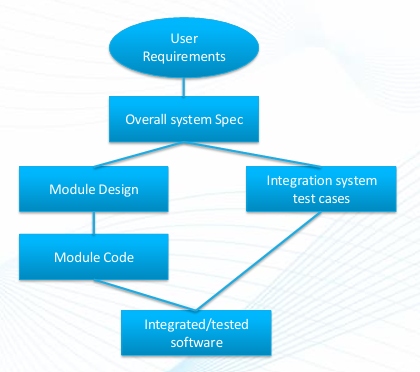 User
Requirements
Overall system Spec
Module Design
Integration system
test cases
Module Code
Integrated/tested
software